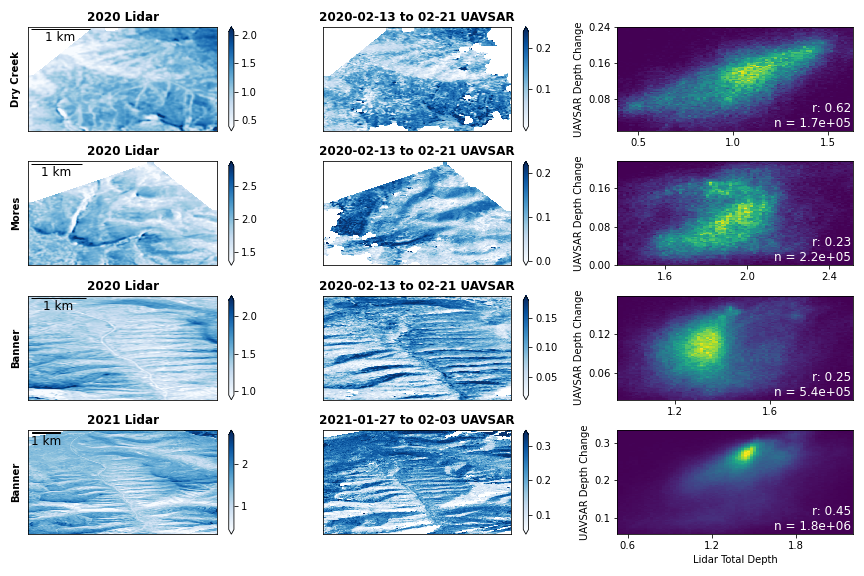 2020 Lidar
2020-02-13 to 02-21 UAVSAR
Dry Creek
1 km
2.0
1.5
1.0
0.5
0.2
0.1
UAVSAR Depth Change
0.24
0.16
0.08
r: 0.62
n = 1.7e+05
0.5
1.0
1.5
2020 Lidar
2020-02-13 to 02-21 UAVSAR
Mores
1 km
2.5
2.0
1.5
0.2
0.1
0.0
UAVSAR Depth Change
0.16
0.08
0.00
r: 0.23
n = 2.2e+05
1.6
2.0
2.4
2020 Lidar
2020-02-13 to 02-21 UAVSAR
Banner
1 km
2.0
1.5
1.0
0.15
0.10
0.05
UAVSAR Depth Change
0.12
0.06
r: 0.25
n = 5.4e+05
1.2
1.6
2021 Lidar
2021-01-27 to 02-03 UAVSAR
Banner
1 km
2
1
0.3
0.2
0.1
UAVSAR Depth Change
0.3
0.2
0.1
r: 0.45
n = 1.8e+06
0.6
1.2
1.8
Lidar Total Depth